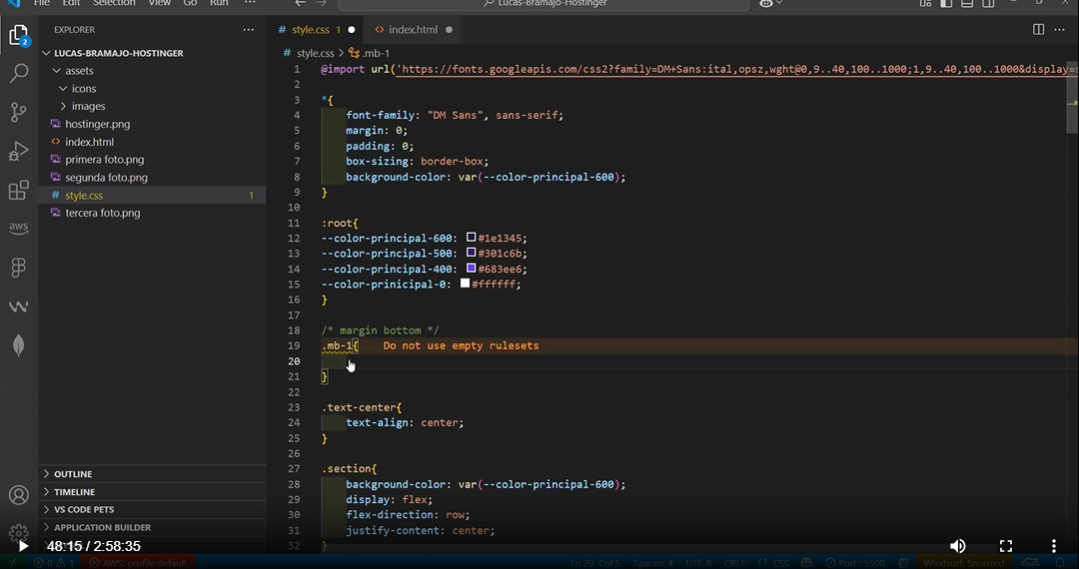 File Edit Selection View Go Run ···
Lucas-Bramajo-Hostinger
EXPLORER ···
LUCAS-BRAMAJO-HOSTINGER
assets
icons
images
hostinger.png
index.html
primera foto.png
segunda foto.png
style.css 1
tercera foto.png
OUTLINE
TIMELINE
VS CODE PETS
APPLICATION BUILDER
2
aws
# style.css 1
<> index.html
# style.css > .mb-1
1 @import url('https://fonts.googleapis.com/css2?family=DM+Sans:ital,opsz,wght@0,9..40,100..1000;1,9..40,100..1000&display=s
2
3 *{
4 font-family: "DM Sans", sans-serif;
5 margin: 0;
6 padding: 0;
7 box-sizing: border-box;
8 background-color: var(--color-principal-600);
9 }
10
11 :root{
12 --color-principal-600: #1e1345;
13 --color-principal-500: #301c6b;
14 --color-principal-400: #683ee6;
15 --color-prinicipal-0: #ffffff;
16 }
17
18 /* margin bottom */
19 .mb-1{ Do not use empty rulesets
20
21 }
22
23 .text-center{
24 text-align: center;
25 }
26
27 .section{
28 background-color: var(--color-principal-600);
29 display: flex;
30 flex-direction: row;
31 justify-content: center;
32 }
48:15 / 2:58:35
0 1 AWS: profile:default Ln 20, Col 5 Spaces: 4 UTF-8 CRLF {} CSS Port : 5500 Windsurf: Snoozed